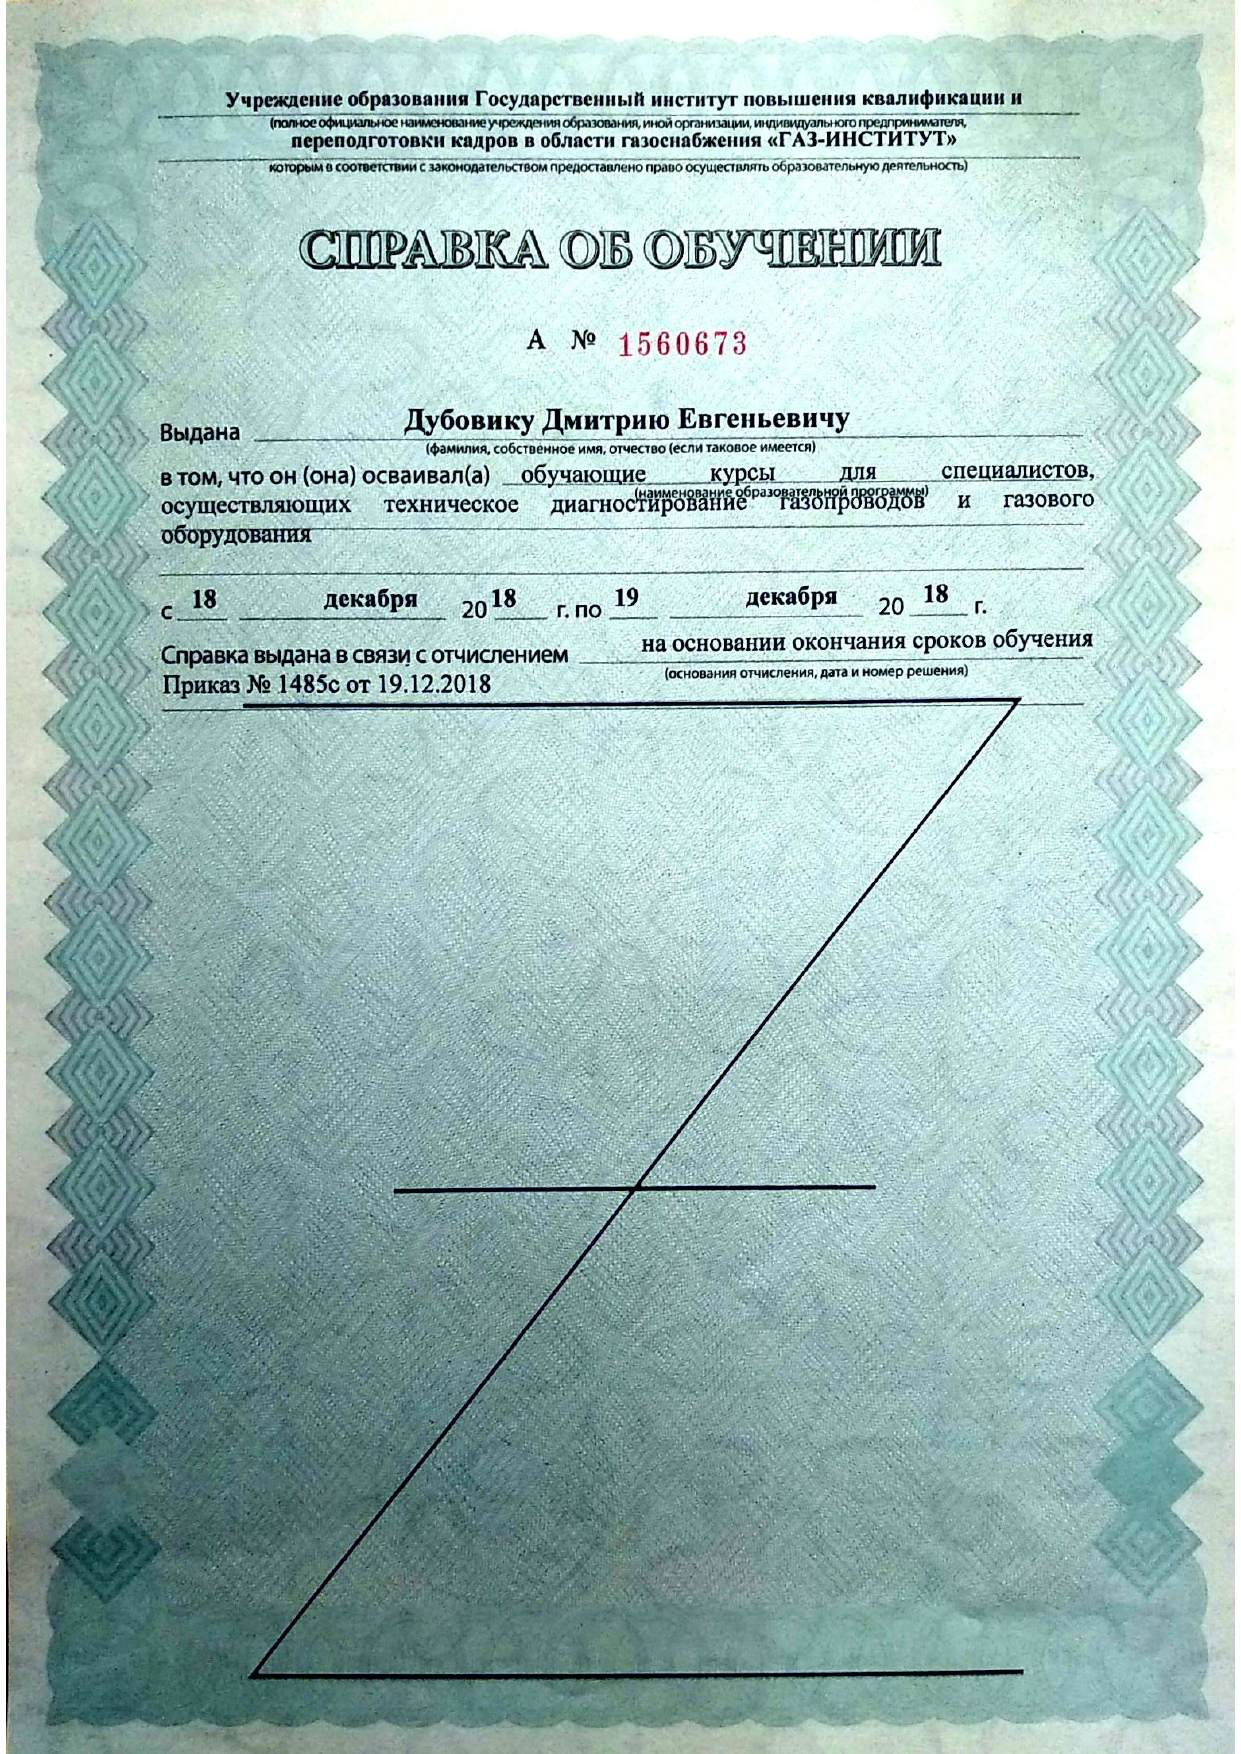 Учреждение образования Государственный институт повышения квалификации и
(полное официальное наименование учреждения образования, иной организации, индивидуального предпринимателя,
переподготовки кадров в области газоснабжения «ГАЗ-ИНСТИТУТ»
которым в соответствии с законодательством предоставлено право осуществлять образовательную деятельность)
СПРАВКА ОБ ОБУЧЕНИИ
А № 1560673
Выдана Дубовику Дмитрию Евгеньевичу
(фамилия, собственное имя, отчество (если таковое имеется)
в том, что он (она) осваивал(а) обучающие курсы для специалистов,
(наименование образовательной программы)
осуществляющих техническое диагностирование газопроводов и газового
оборудования
с 18 декабря 2018 г. по 19 декабря 20 18 г.
Справка выдана в связи с отчислением на основании окончания сроков обучения
(основания отчисления, дата и номер решения)
Приказ № 1485с от 19.12.2018